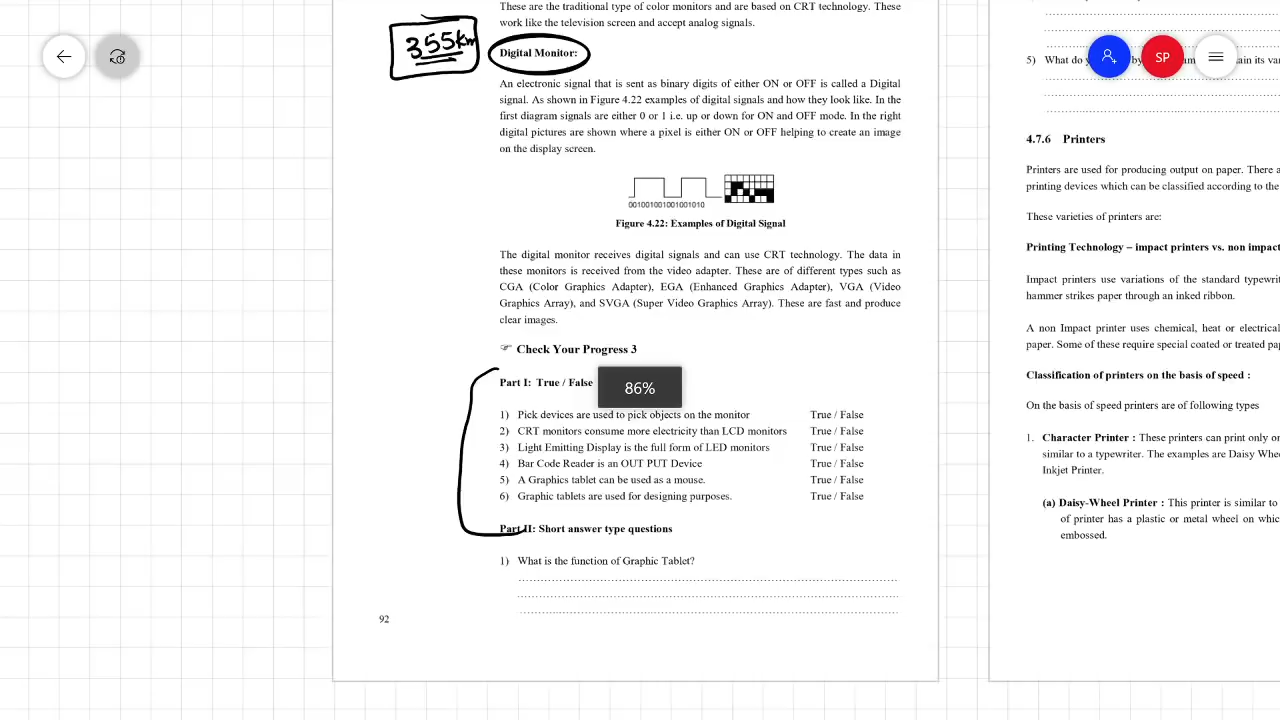 These are the traditional type of color monitors and are based on CRT technology. These
work like the television screen and accept analog signals.
355km
Digital Monitor:
An electronic signal that is sent as binary digits of either ON or OFF is called a Digital
signal. As shown in Figure 4.22 examples of digital signals and how they look like. In the
first diagram signals are either 0 or 1 i.e. up or down for ON and OFF mode. In the right
digital pictures are shown where a pixel is either ON or OFF helping to create an image
on the display screen.
001001001001001010
Figure 4.22: Examples of Digital Signal
The digital monitor receives digital signals and can use CRT technology. The data in
these monitors is received from the video adapter. These are of different types such as
CGA (Color Graphics Adapter), EGA (Enhanced Graphics Adapter), VGA (Video
Graphics Array), and SVGA (Super Video Graphics Array). These are fast and produce
clear images.
☞ Check Your Progress 3
Part I: True / False
86%
1) Pick devices are used to pick objects on the monitor True / False
2) CRT monitors consume more electricity than LCD monitors True / False
3) Light Emitting Display is the full form of LED monitors True / False
4) Bar Code Reader is an OUT PUT Device True / False
5) A Graphics tablet can be used as a mouse. True / False
6) Graphic tablets are used for designing purposes. True / False
Part II: Short answer type questions
1) What is the function of Graphic Tablet?
92
SP
5) What do by its
4.7.6 Printers
Printers are used for producing output on paper. There a
printing devices which can be classified according to the
These varieties of printers are:
Printing Technology – impact printers vs. non impact
Impact printers use variations of the standard typewrit
hammer strikes paper through an inked ribbon.
A non Impact printer uses chemical, heat or electrical
paper. Some of these require special coated or treated pa
Classification of printers on the basis of speed :
On the basis of speed printers are of following types
1. Character Printer : These printers can print only on
similar to a typewriter. The examples are Daisy Whe
Inkjet Printer.
(a) Daisy-Wheel Printer : This printer is similar to
of printer has a plastic or metal wheel on whic
embossed.